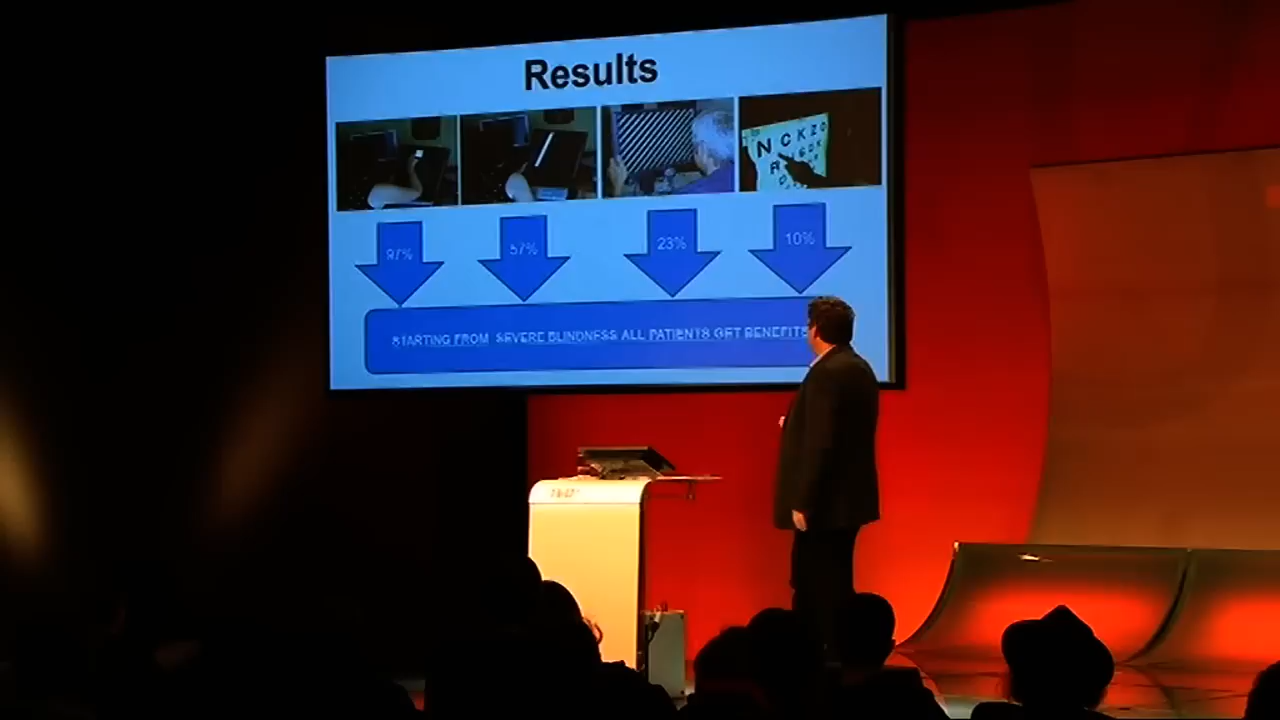 Results
N C K Z O
97%
57%
23%
10%
STARTING FROM SEVERE BLINDNESS ALL PATIENTS GET BENEFITS